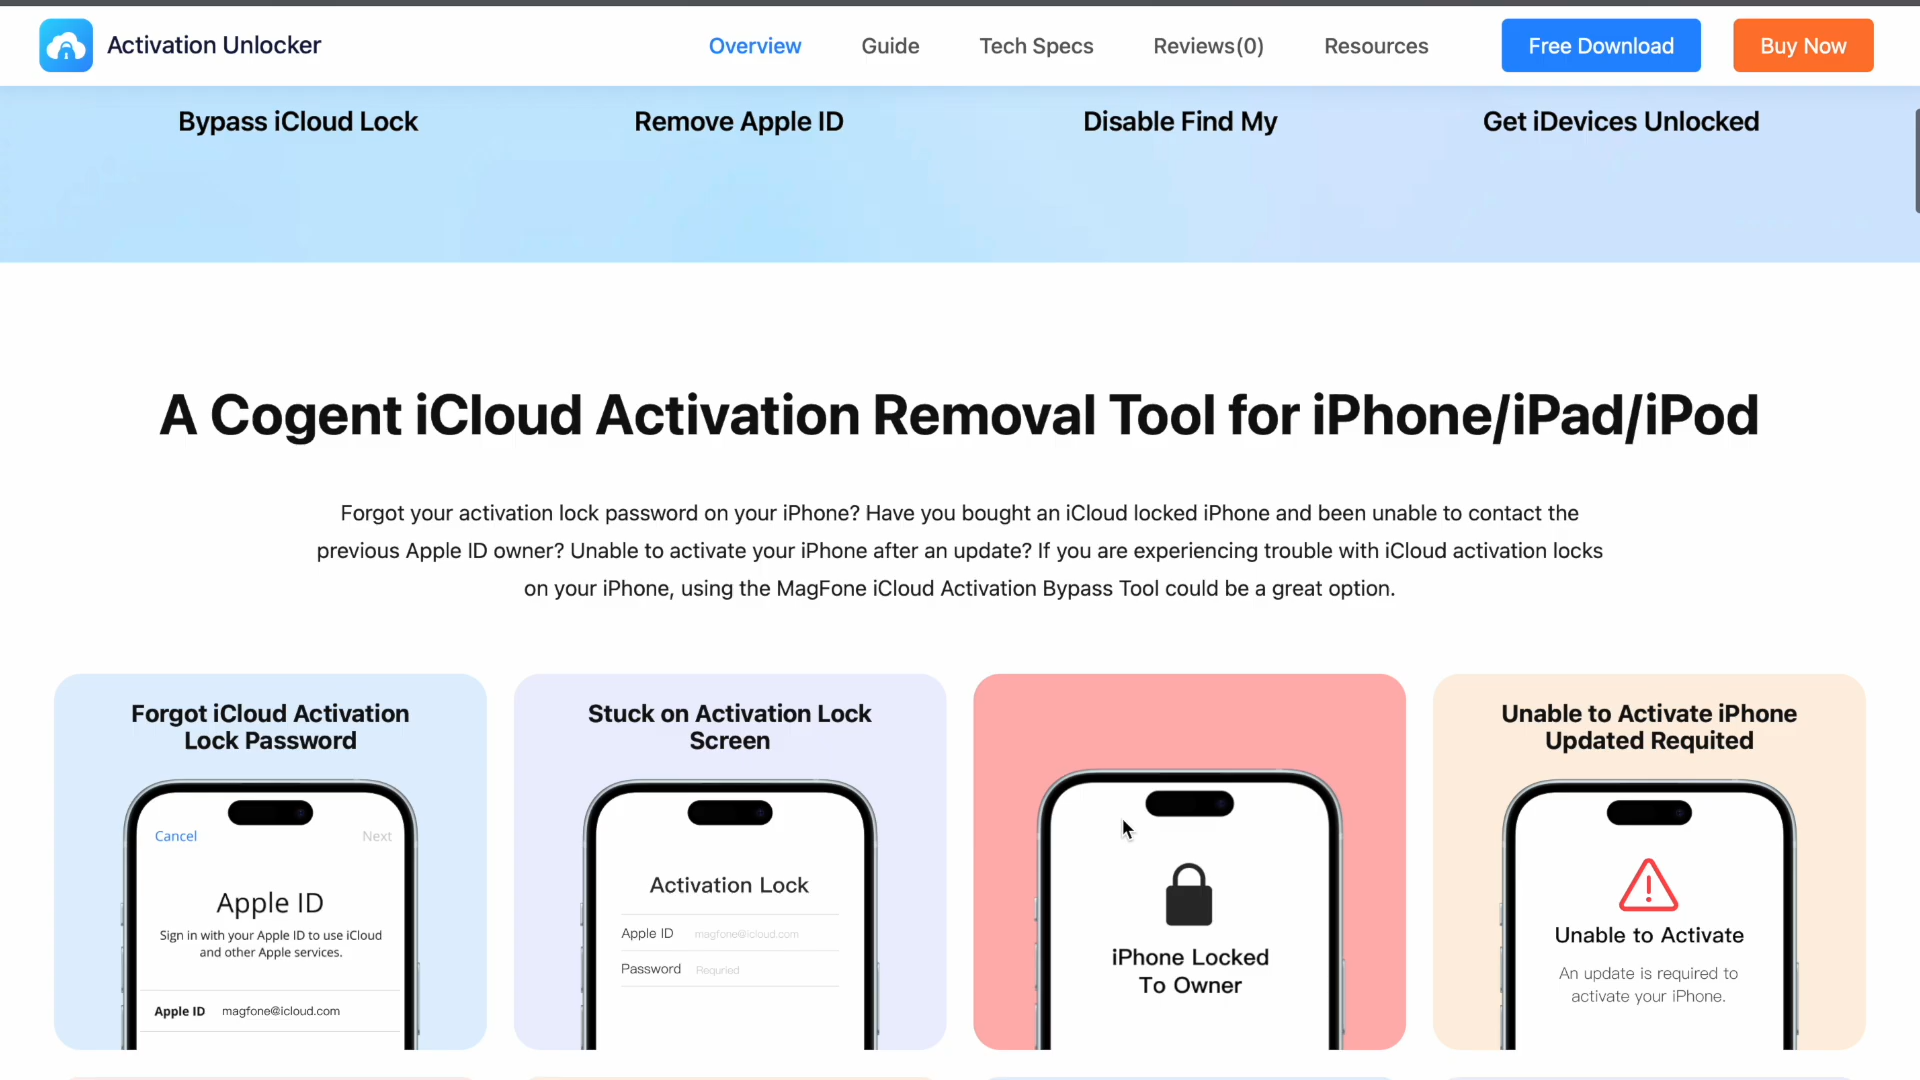 Activation Unlocker
Overview
Guide
Tech Specs
Reviews(0)
Resources
Free Download
Buy Now
Bypass iCloud Lock
Remove Apple ID
Disable Find My
Get iDevices Unlocked
A Cogent iCloud Activation Removal Tool for iPhone/iPad/iPod
Forgot your activation lock password on your iPhone? Have you bought an iCloud locked iPhone and been unable to contact the
previous Apple ID owner? Unable to activate your iPhone after an update? If you are experiencing trouble with iCloud activation locks
on your iPhone, using the MagFone iCloud Activation Bypass Tool could be a great option.
Forgot iCloud Activation
Lock Password
Cancel
Next
Apple ID
Sign in with your Apple ID to use iCloud
and other Apple services.
Apple ID magfone@icloud.com
Stuck on Activation Lock
Screen
Activation Lock
Apple ID magfone@icloud.com
Password Requried
iPhone Locked
To Owner
Unable to Activate iPhone
Updated Requited
Unable to Activate
An update is required to
activate your iPhone.